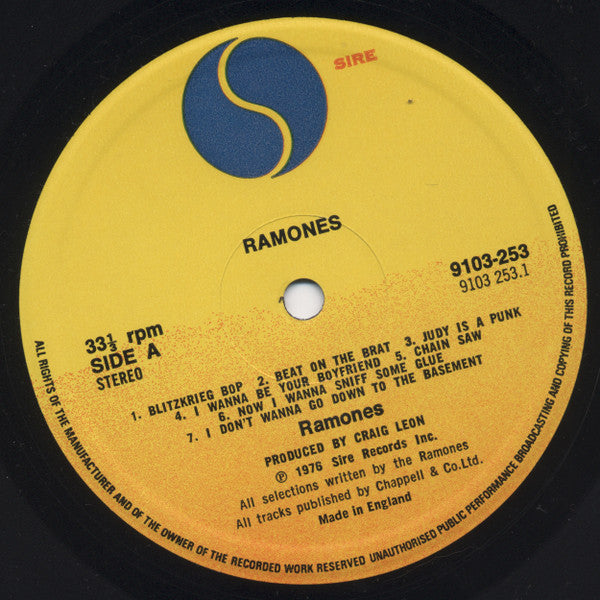 SIRE
RAMONES
9103-253
9103 253.1
33⅓ rpm
SIDE A
STEREO
1. BLITZKRIEG BOP 2. BEAT ON THE BRAT 3. JUDY IS A PUNK
4. I WANNA BE YOUR BOYFRIEND 5. CHAIN SAW
6. NOW I WANNA SNIFF SOME GLUE
7. I DON'T WANNA GO DOWN TO THE BASEMENT
Ramones
PRODUCED BY CRAIG LEON
℗ 1976 Sire Records Inc.
All selections written by the Ramones
All tracks published by Chappell & Co.Ltd.
Made in England
ALL RIGHTS OF THE MANUFACTURER AND OF THE OWNER OF THE RECORDED WORK RESERVED UNAUTHORISED PUBLIC PERFORMANCE BROADCASTING AND COPYING OF THIS RECORD PROHIBITED